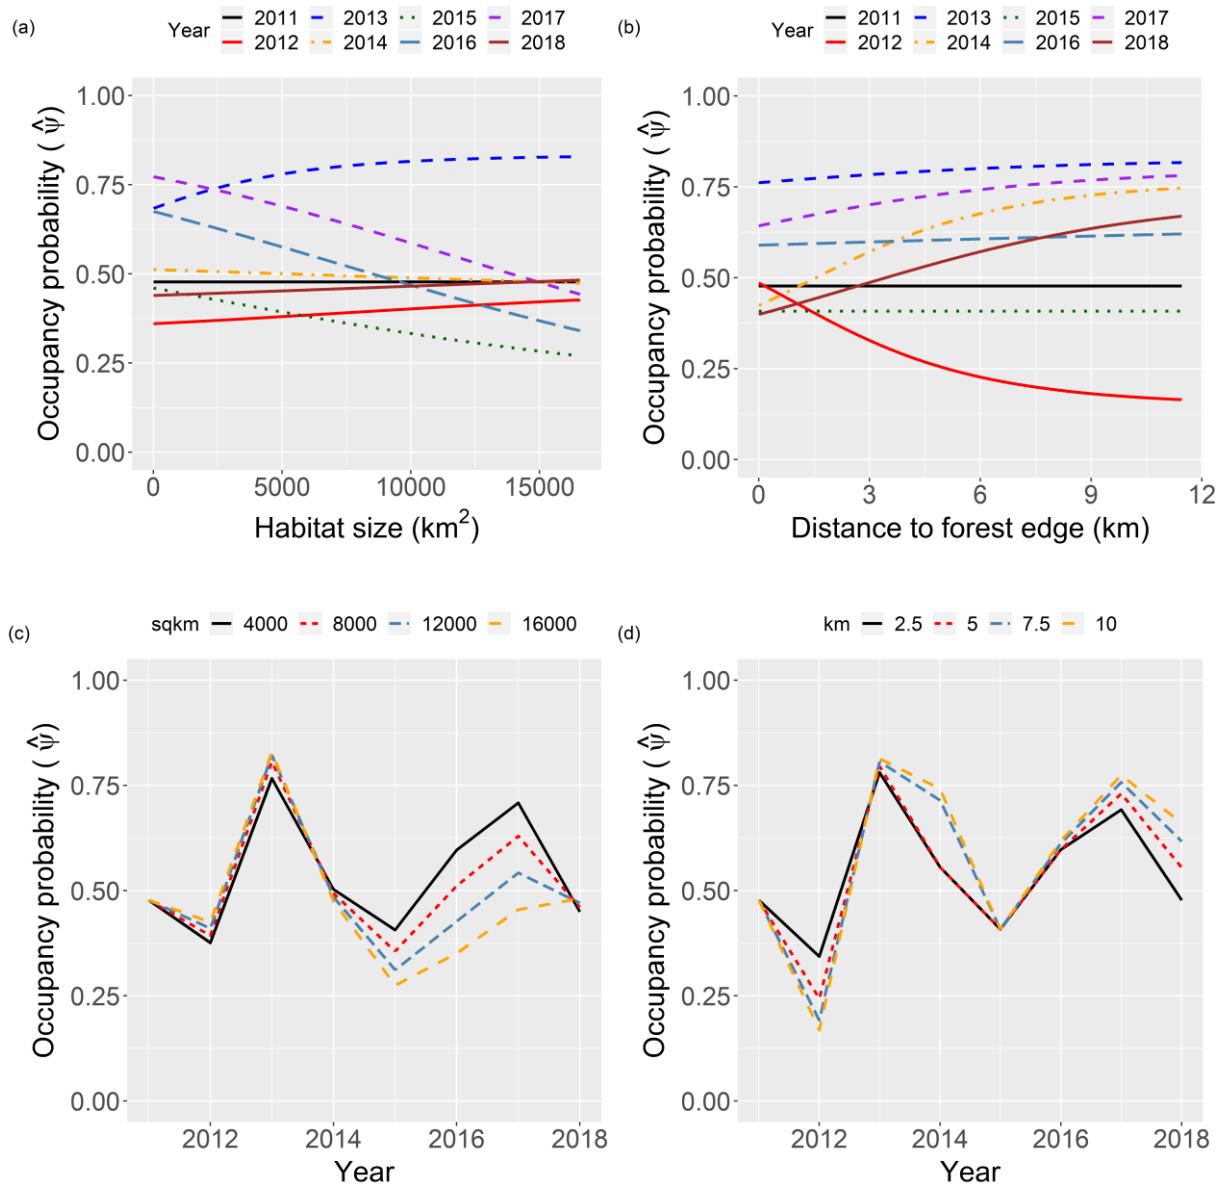 (a)
Year 2011 2013 2015 2017
2012 2014 2016 2018
1.00
0.75
0.50
0.25
0.00
Occupancy probability ( ψ̂ )
0 5000 10000 15000
Habitat size (km²)
(b)
Year 2011 2013 2015 2017
2012 2014 2016 2018
1.00
0.75
0.50
0.25
0.00
Occupancy probability ( ψ̂ )
0 3 6 9 12
Distance to forest edge (km)
(c)
sqkm 4000 8000 12000 16000
1.00
0.75
0.50
0.25
0.00
Occupancy probability ( ψ̂ )
2012 2014 2016 2018
Year
(d)
km 2.5 5 7.5 10
1.00
0.75
0.50
0.25
0.00
Occupancy probability ( ψ̂ )
2012 2014 2016 2018
Year